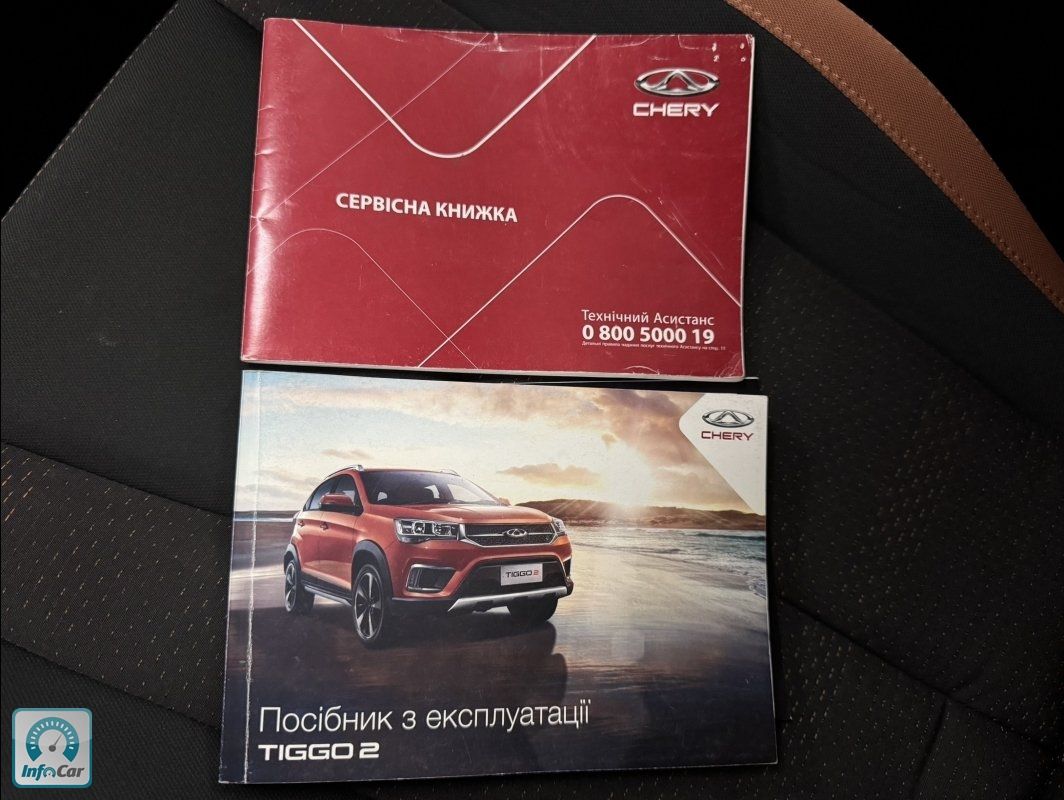 CHERY
СЕРВІСНА КНИЖКА
Технічний Асистанс
0 800 5000 19
CHERY
TIGGO 2
Посібник з експлуатації
TIGGO 2
InfoCar